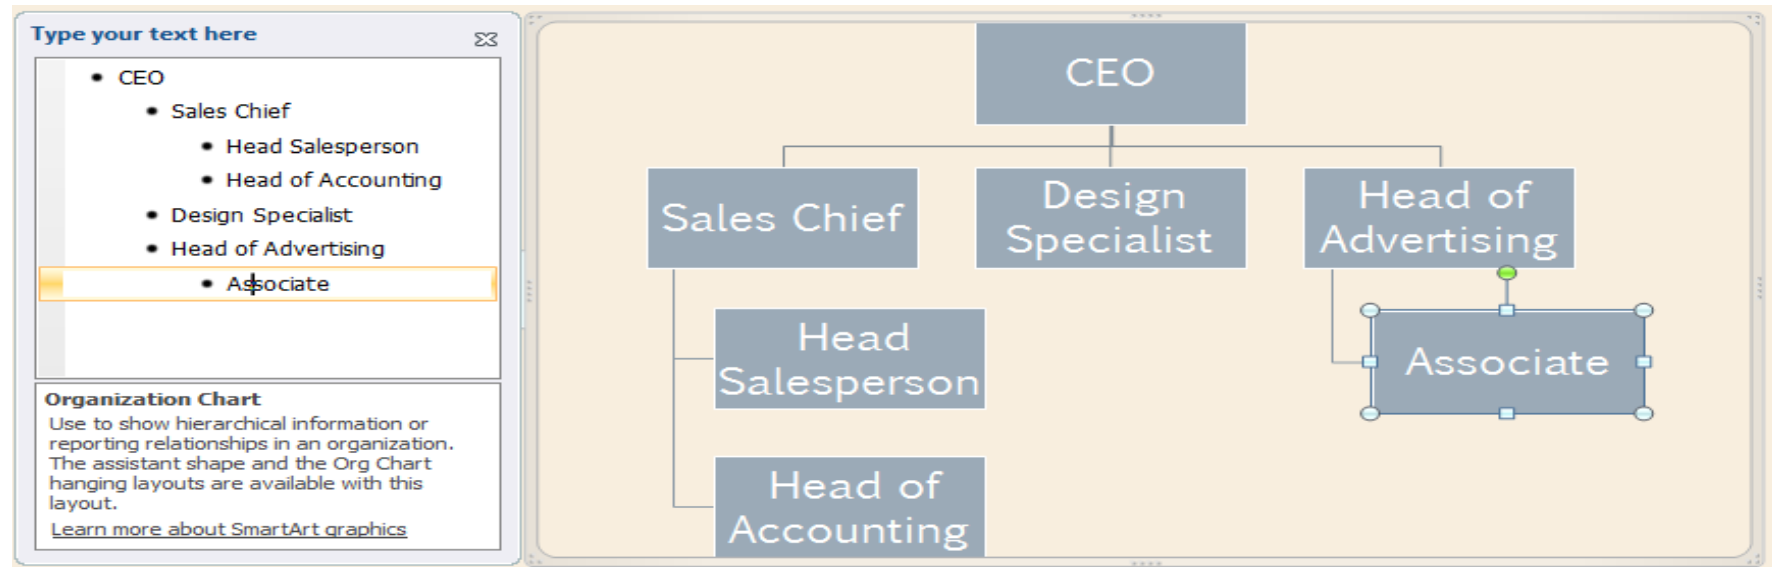 Type your text here
• CEO
• Sales Chief
• Head Salesperson
• Head of Accounting
• Design Specialist
• Head of Advertising
• Associate
Organization Chart
Use to show hierarchical information or
reporting relationships in an organization.
The assistant shape and the Org Chart
hanging layouts are available with this
layout.
Learn more about SmartArt graphics
CEO
Sales Chief
Design
Specialist
Head of
Advertising
Head
Salesperson
Associate
Head of
Accounting